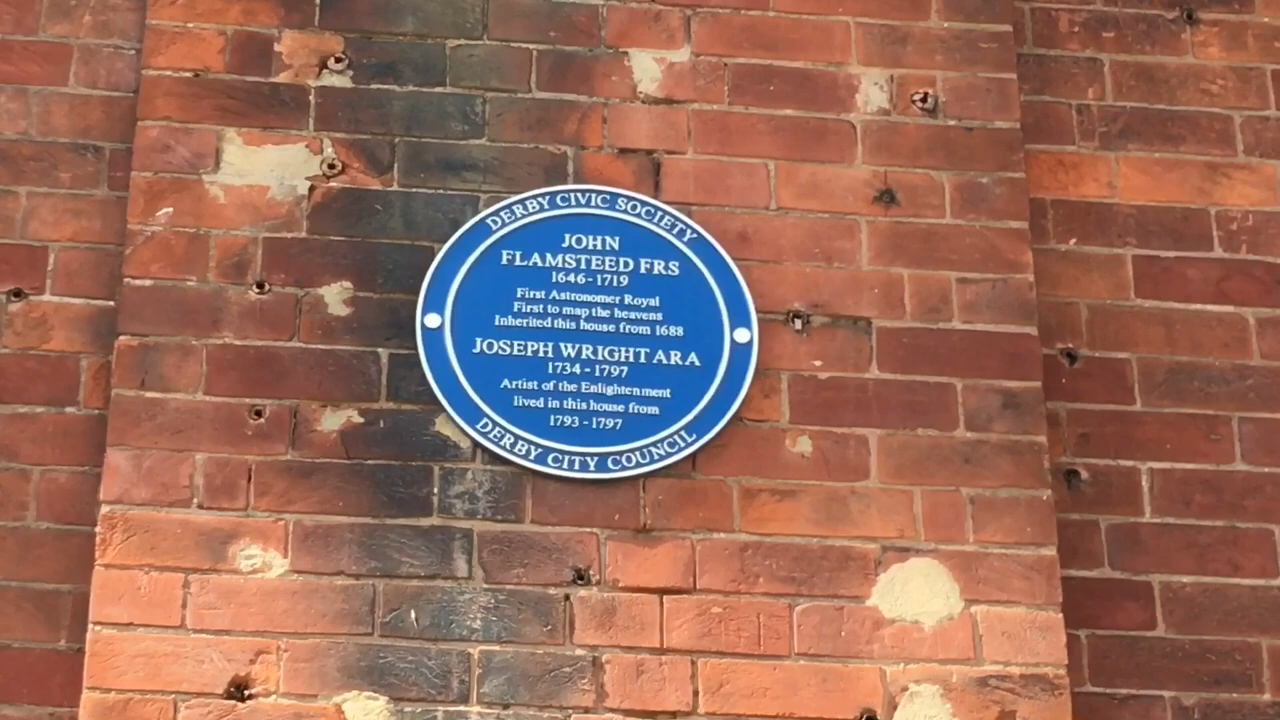 DERBY CIVIC SOCIETY
JOHN
FLAMSTEED FRS
1646-1719
First Astronomer Royal
First to map the heavens
Inherited this house from 1688
JOSEPH WRIGHT ARA
1734-1797
Artist of the Enlightenment
lived in this house from
1793-1797
DERBY CITY COUNCIL